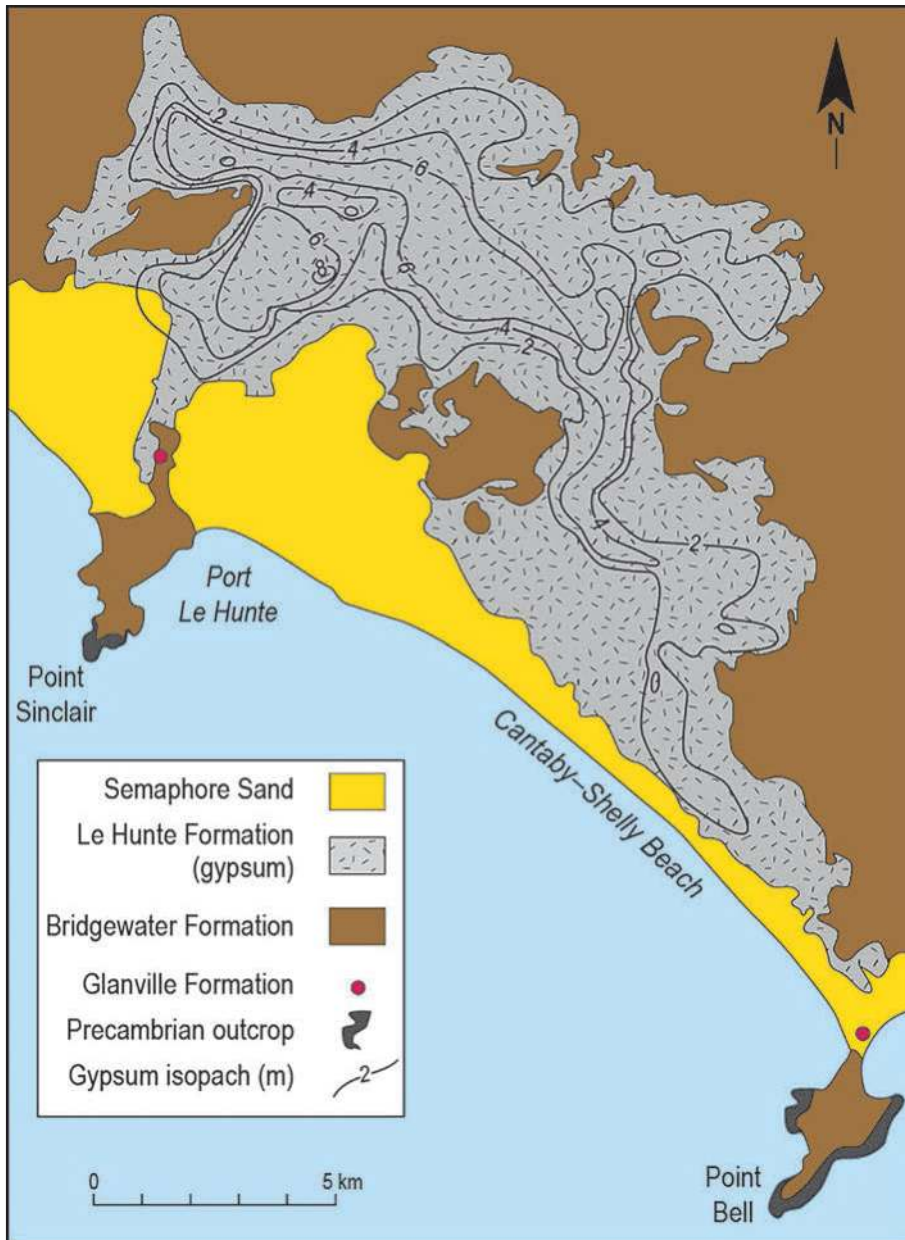 N
2
4
6
4
6
8
6
4
2
4
2
0
Port
Le Hunte
Point
Sinclair
Cantaby–Shelly Beach
Semaphore Sand
Le Hunte Formation
(gypsum)
Bridgewater Formation
Glanville Formation
Precambrian outcrop
Gypsum isopach (m)
2
0
5 km
Point
Bell